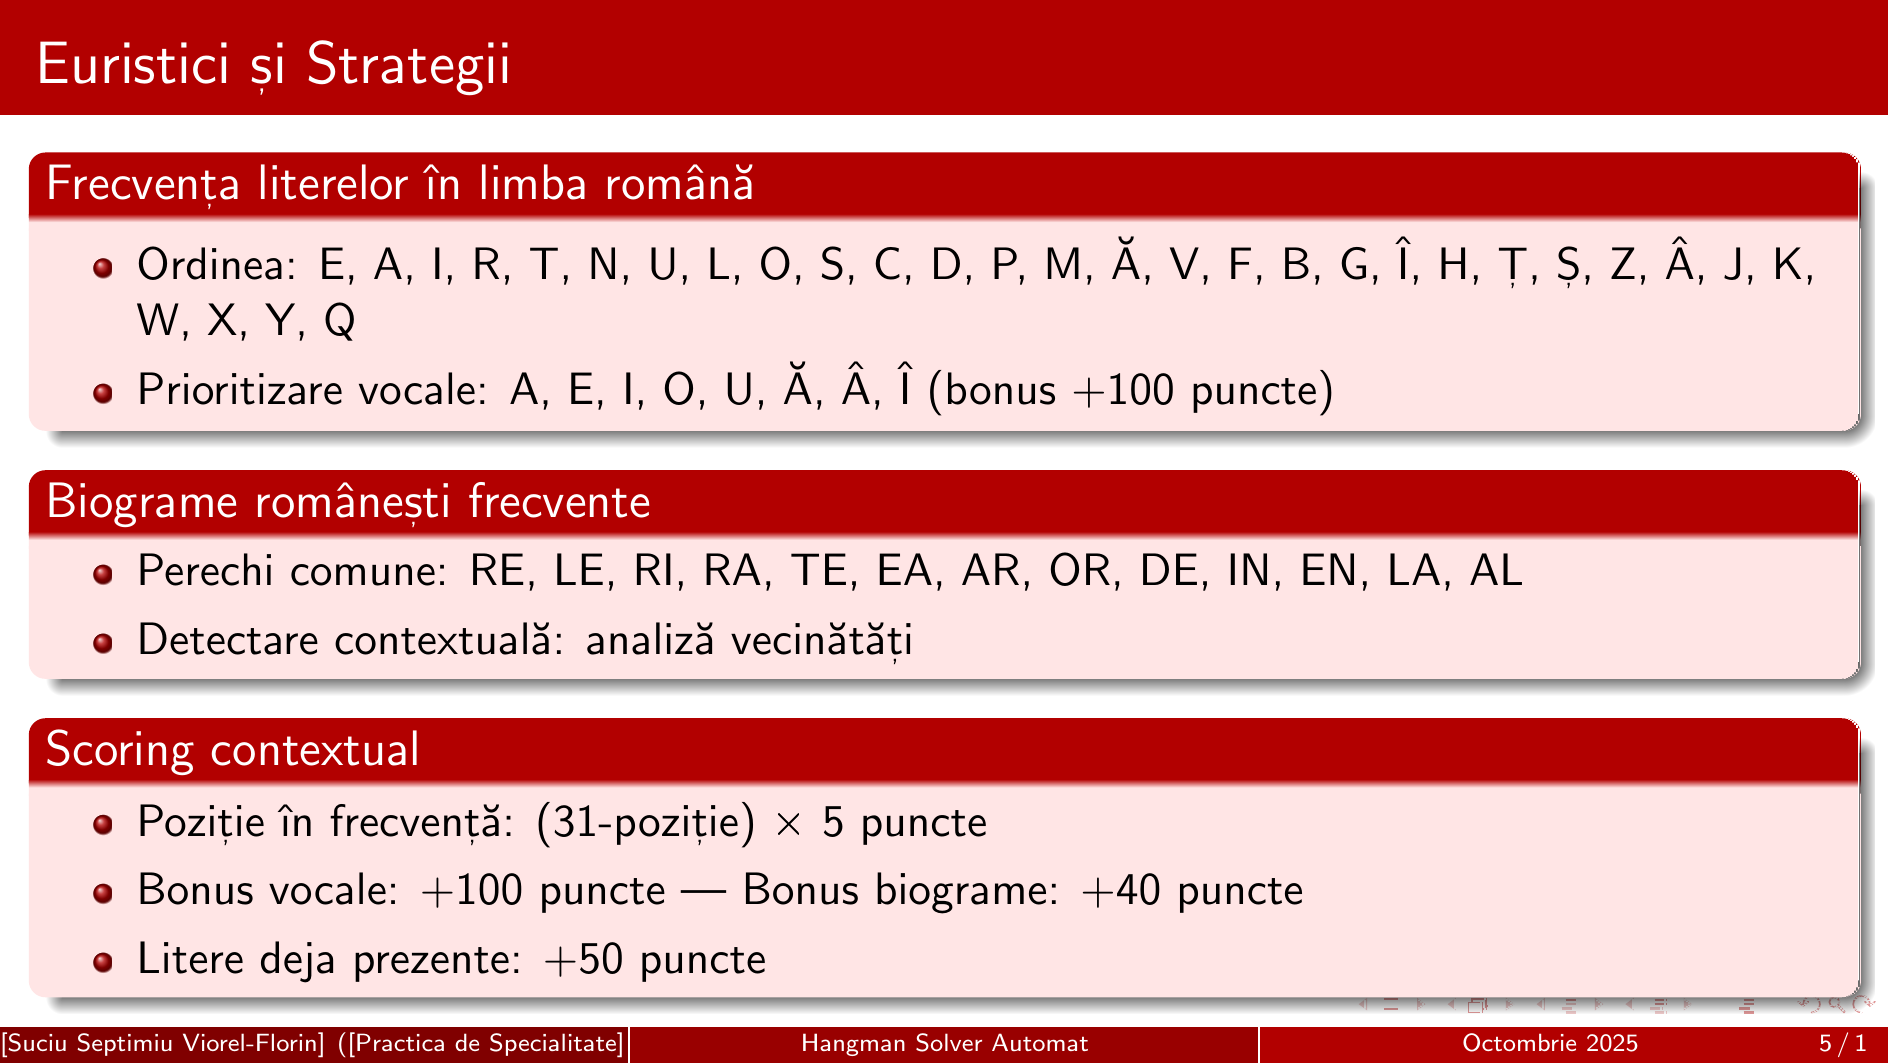 Euristici și Strategii
Frecvența literelor în limba română
Ordinea: E, A, I, R, T, N, U, L, O, S, C, D, P, M, Ă, V, F, B, G, Î, H, Ț, Ș, Z, Â, J, K,
W, X, Y, Q
Prioritizare vocale: A, E, I, O, U, Ă, Â, Î (bonus +100 puncte)
Biograme românești frecvente
Perechi comune: RE, LE, RI, RA, TE, EA, AR, OR, DE, IN, EN, LA, AL
Detectare contextuală: analiză vecinătăți
Scoring contextual
Poziție în frecvență: (31-poziție) × 5 puncte
Bonus vocale: +100 puncte — Bonus biograme: +40 puncte
Litere deja prezente: +50 puncte
[Suciu Septimiu Viorel-Florin] ([Practica de Specialitate]
Hangman Solver Automat
Octombrie 2025
5 / 1